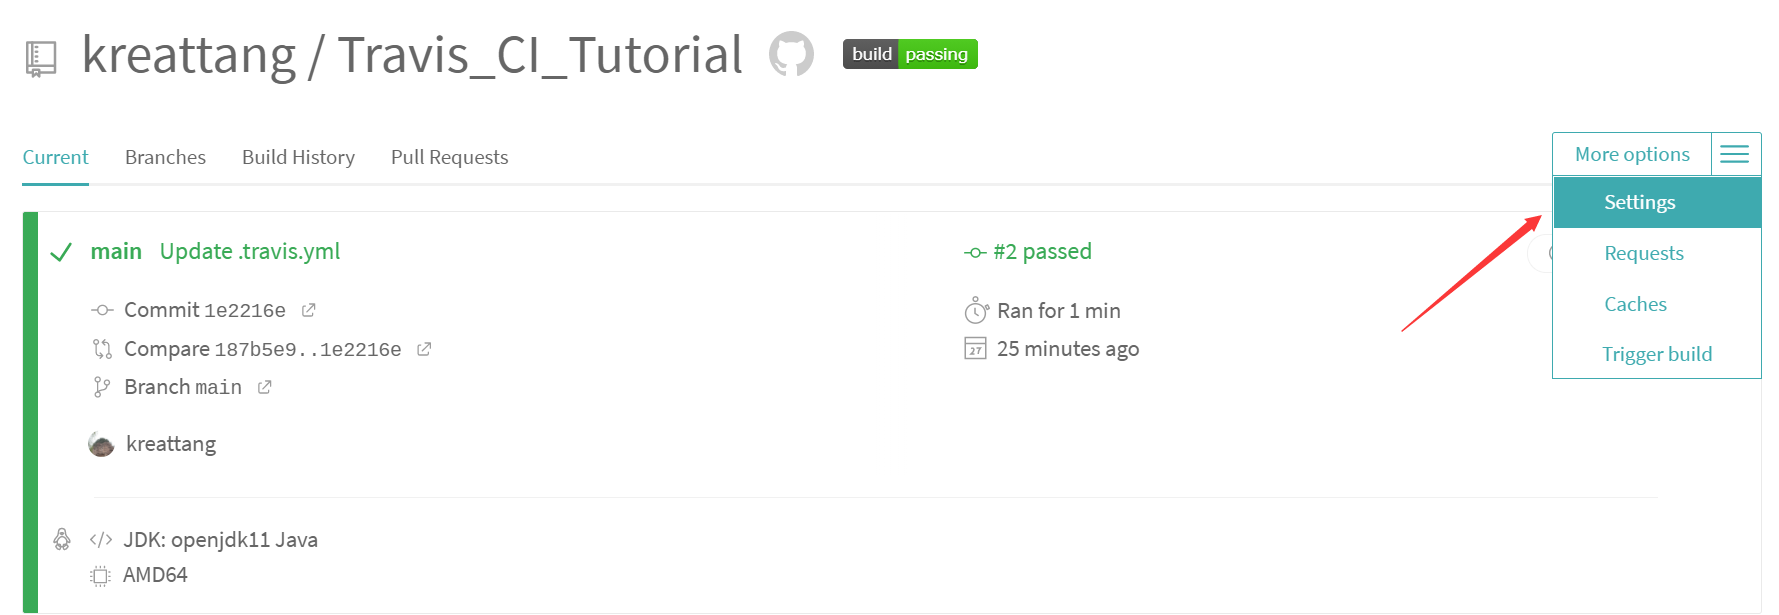 kreattang / Travis_CI_Tutorial build passing
Current Branches Build History Pull Requests More options
Settings
main Update .travis.yml #2 passed
Requests
Commit 1e2216e Ran for 1 min Caches
Compare 187b5e9..1e2216e 27 25 minutes ago Trigger build
Branch main
kreattang
</> JDK: openjdk11 Java
AMD64